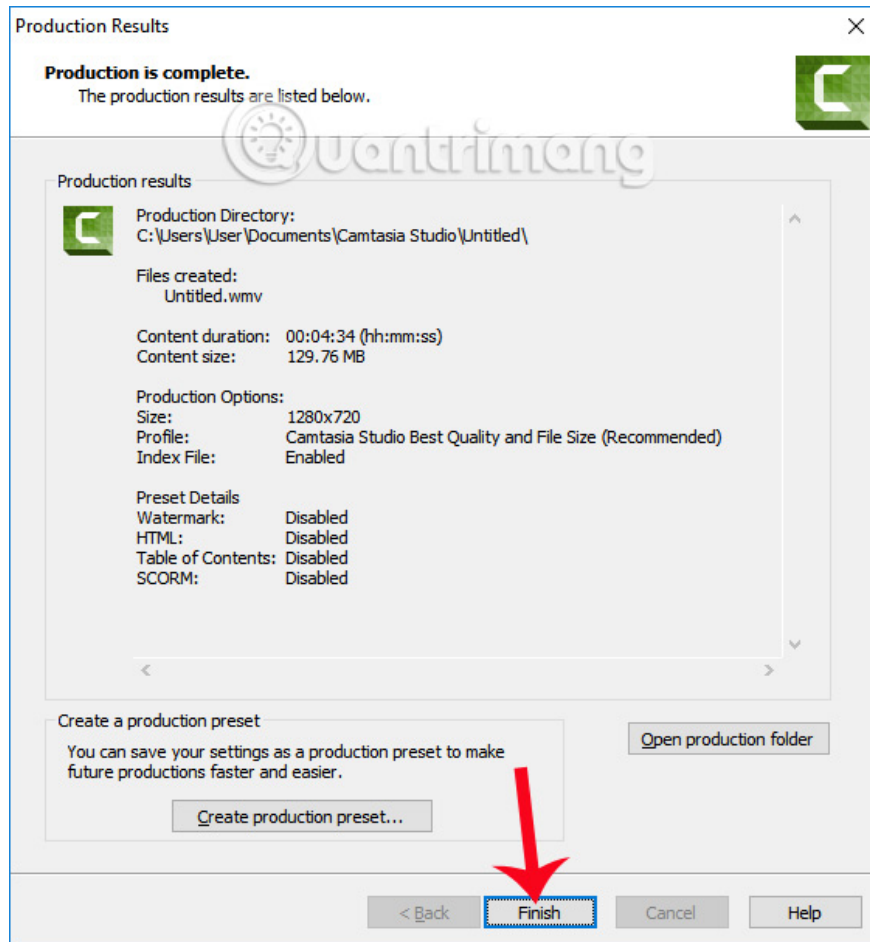 Production Results
Production is complete.
The production results are listed below.
Quantrimang
Production results
Production Directory:
C:\Users\User\Documents\Camtasia Studio\Untitled\
Files created:
Untitled.wmv
Content duration: 00:04:34 (hh:mm:ss)
Content size: 129.76 MB
Production Options:
Size: 1280x720
Profile: Camtasia Studio Best Quality and File Size (Recommended)
Index File: Enabled
Preset Details
Watermark: Disabled
HTML: Disabled
Table of Contents: Disabled
SCORM: Disabled
Create a production preset
You can save your settings as a production preset to make
future productions faster and easier.
Create production preset...
Open production folder
< Back Finish Cancel Help